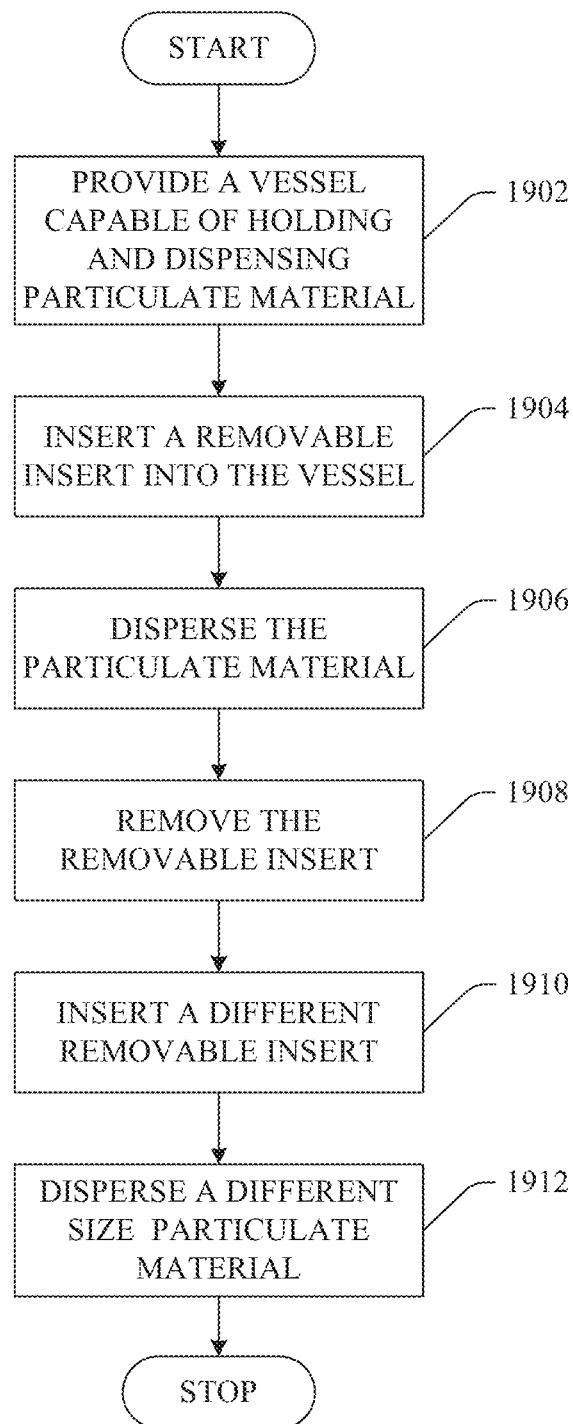 START
PROVIDE A VESSEL
CAPABLE OF HOLDING
AND DISPENSING
PARTICULATE MATERIAL
1902
INSERT A REMOVABLE
INSERT INTO THE VESSEL
1904
DISPERSE THE
PARTICULATE MATERIAL
1906
REMOVE THE
REMOVABLE INSERT
1908
INSERT A DIFFERENT
REMOVABLE INSERT
1910
DISPERSE A DIFFERENT
SIZE PARTICULATE
MATERIAL
1912
STOP